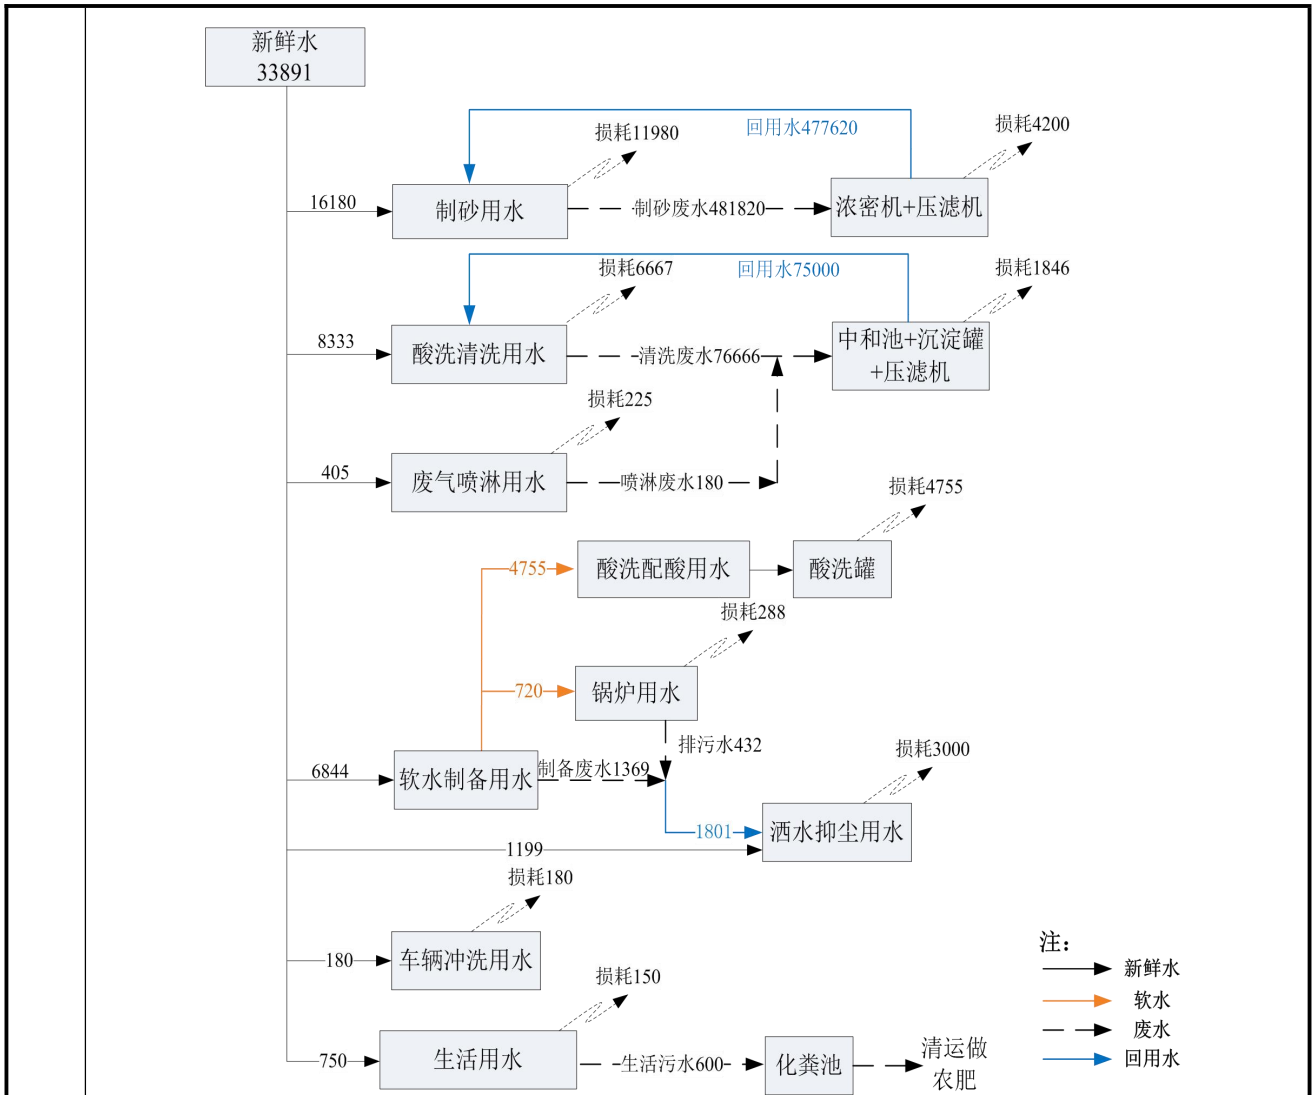 新鲜水
33891
损耗11980
回用水477620
损耗4200
16180
制砂用水
制砂废水481820
浓密机+压滤机
损耗6667
回用水75000
损耗1846
8333
酸洗清洗用水
清洗废水76666
中和池+沉淀罐
+压滤机
损耗225
405
废气喷淋用水
喷淋废水180
损耗4755
4755
酸洗配酸用水
酸洗罐
损耗288
720
锅炉用水
排污水432
损耗3000
6844
软水制备用水
制备废水1369
1801
洒水抑尘用水
1199
损耗180
180
车辆冲洗用水
损耗150
750
生活用水
生活污水600
化粪池
清运做
农肥
注：
新鲜水
软水
废水
回用水